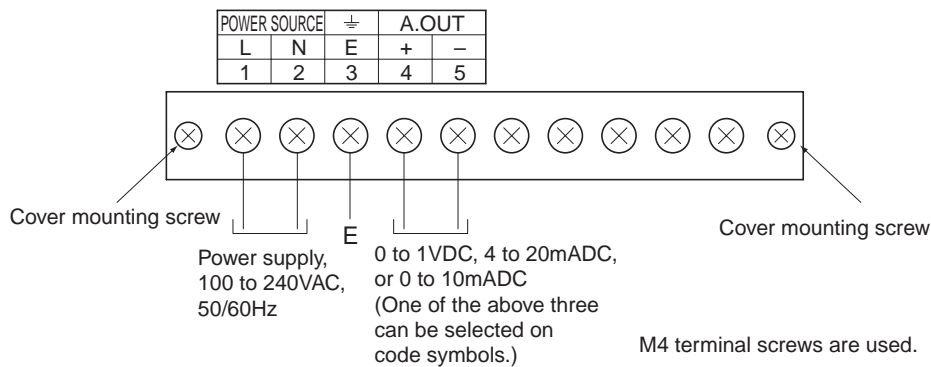 POWER SOURCE ⏚ A.OUT
L N E + –
1 2 3 4 5
Cover mounting screw
E
Cover mounting screw
Power supply,
100 to 240VAC,
50/60Hz
0 to 1VDC, 4 to 20mADC,
or 0 to 10mADC
(One of the above three
can be selected on
code symbols.)
M4 terminal screws are used.